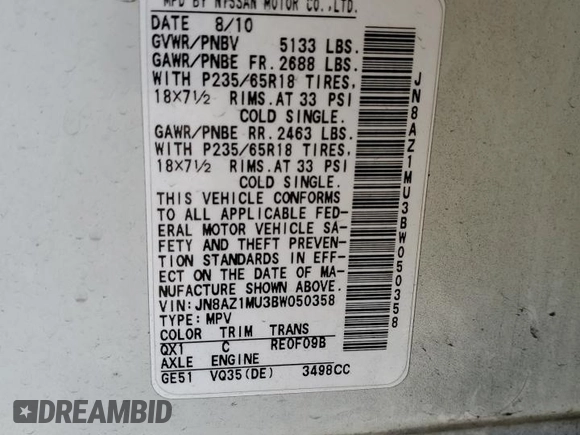 MFD BY NISSAN MOTOR CO.,LTD.
DATE 8/10
GVWR/PNBV 5133 LBS.
GAWR/PNBE FR. 2688 LBS.
WITH P235/65R18 TIRES,
18X7½ RIMS.AT 33 PSI
COLD SINGLE.
GAWR/PNBE RR. 2463 LBS.
WITH P235/65R18 TIRES,
18X7½ RIMS.AT 33 PSI
COLD SINGLE.
THIS VEHICLE CONFORMS
TO ALL APPLICABLE FED-
ERAL MOTOR VEHICLE SA-
FETY AND THEFT PREVEN-
TION STANDARDS IN EFF-
ECT ON THE DATE OF MA-
NUFACTURE SHOWN ABOVE.
VIN:JN8AZ1MU3BW050358
TYPE:MPV
COLOR TRIM TRANS
QX1 C RE0F09B
AXLE ENGINE
GE51 VQ35(DE) 3498CC
JN8AZ1MU3BW050358
DREAMBID